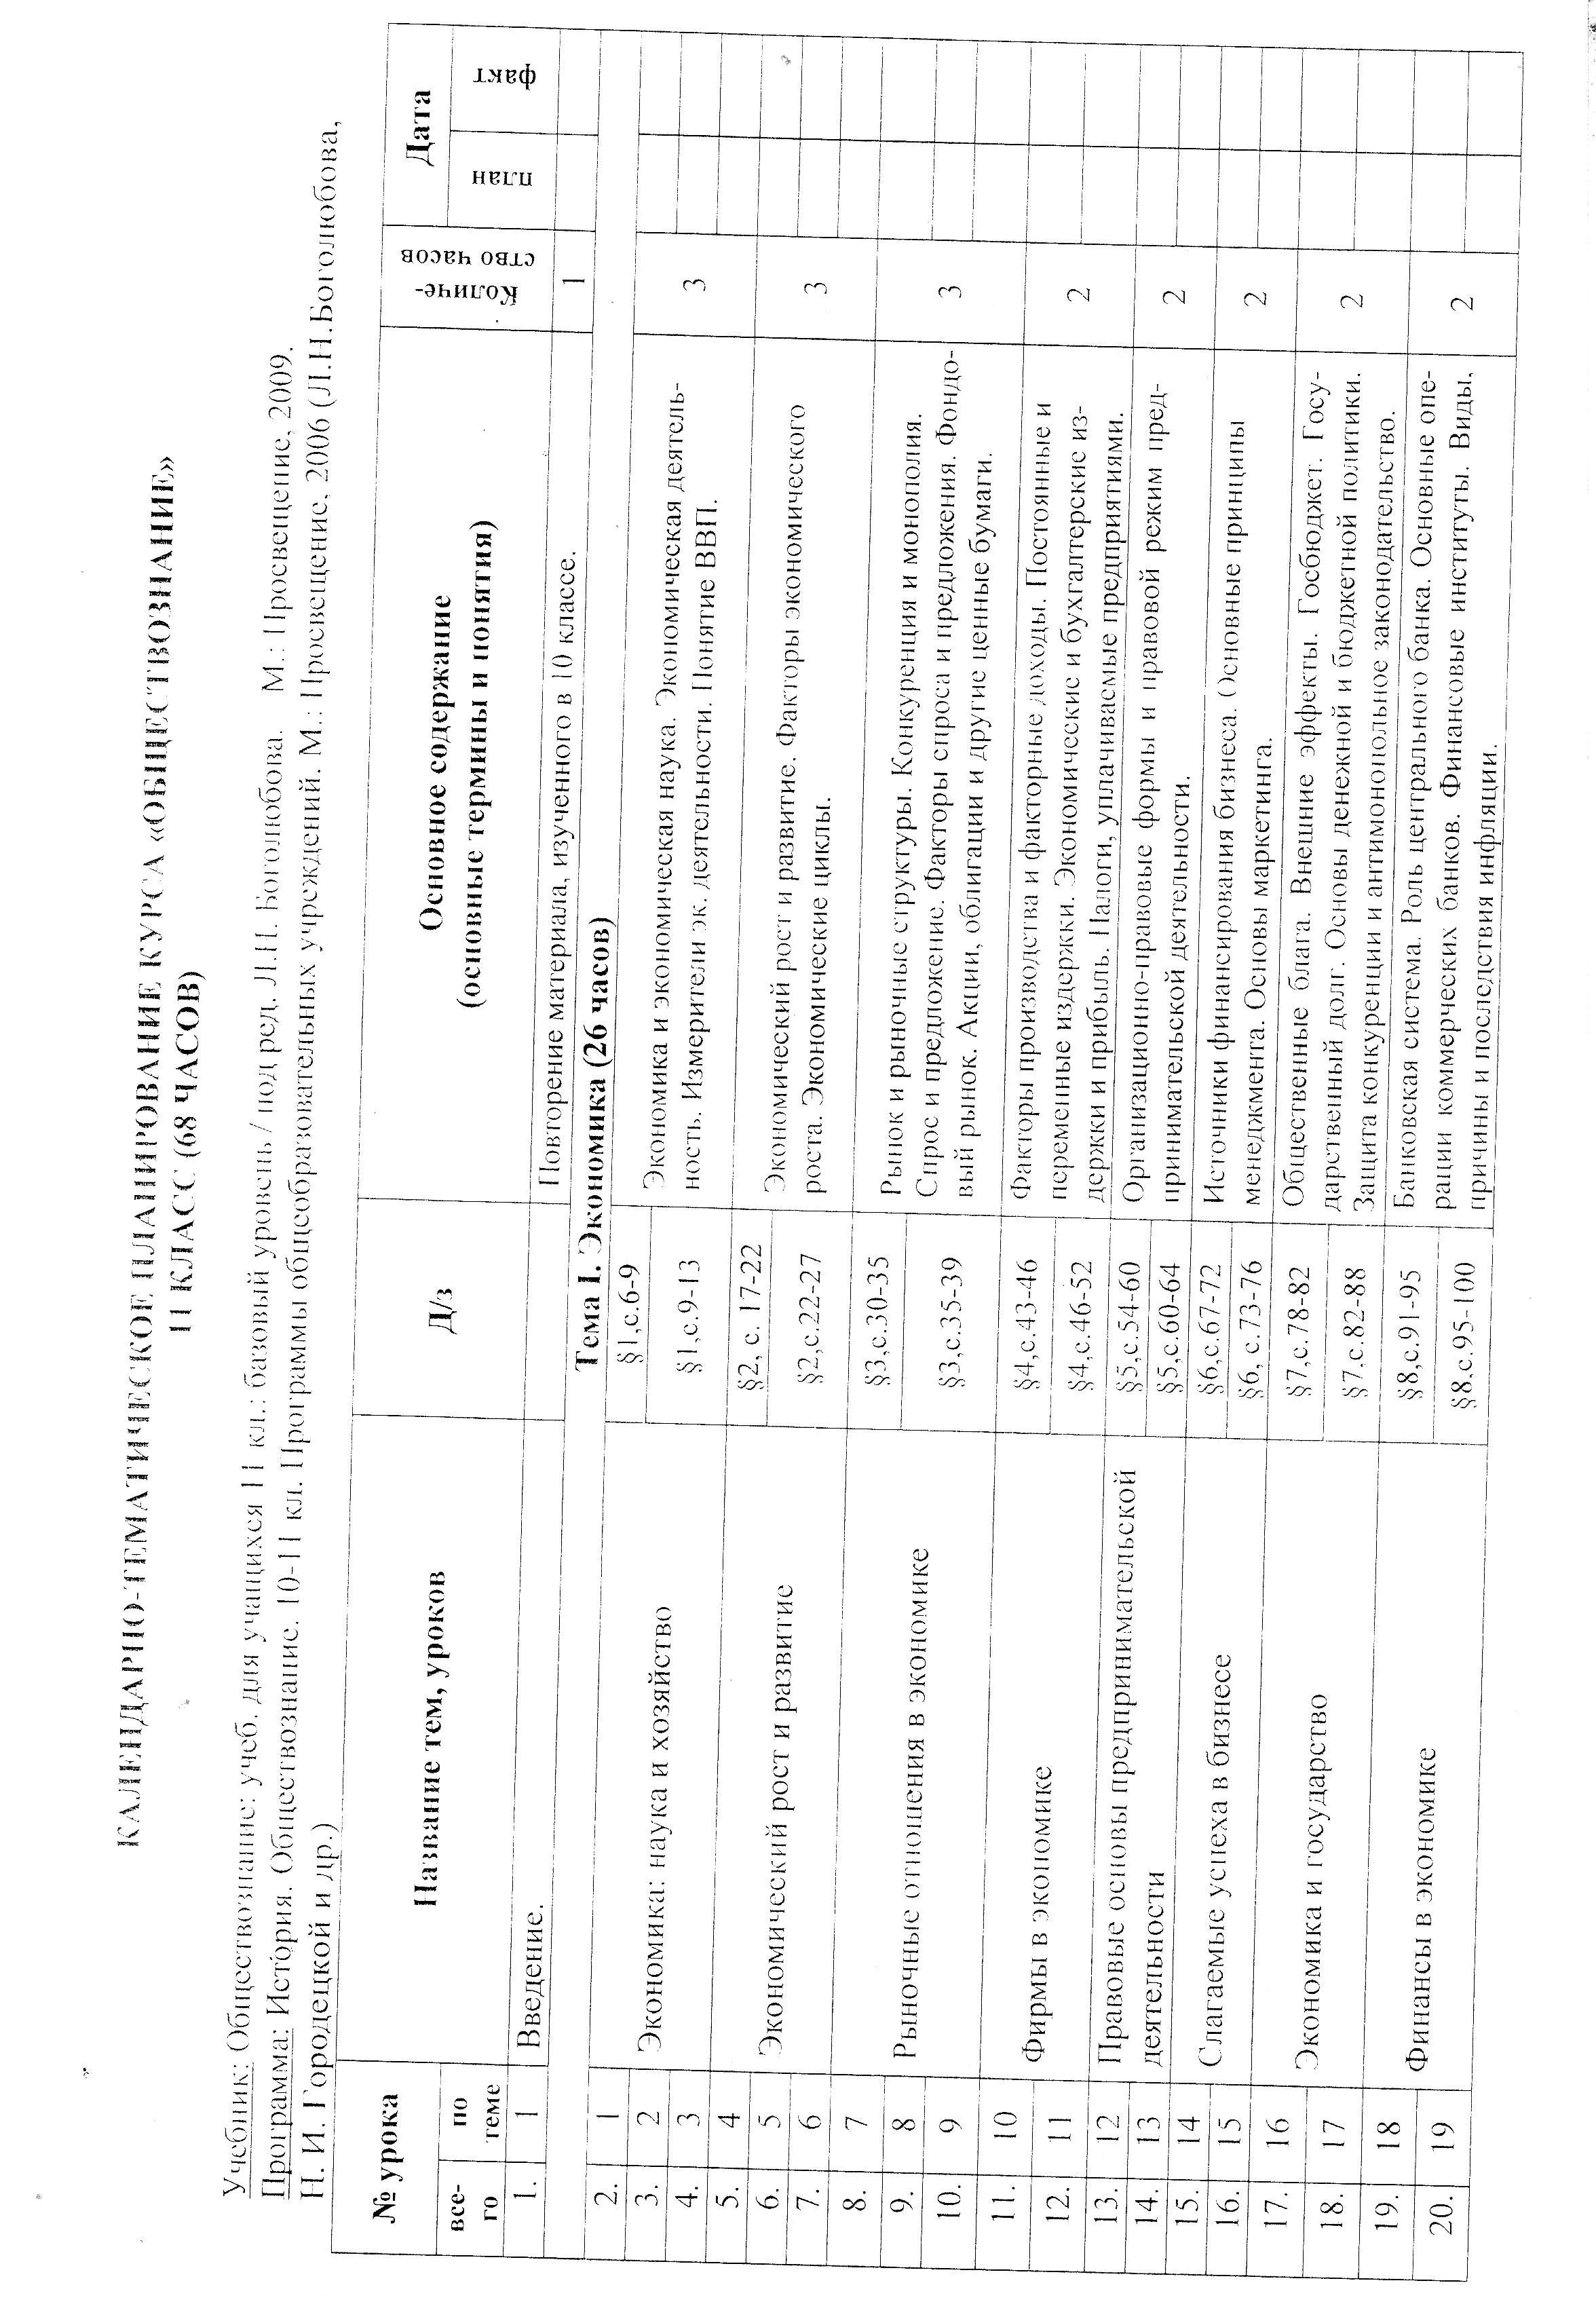 КАЛЕНДАРНО-ТЕМАТИЧЕСКОЕ ПЛАНИРОВАНИЕ КУРСА «ОБЩЕСТВОЗНАНИЕ»
11 КЛАСС (68 ЧАСОВ)
Учебник: Обществознание: учеб. для учащихся 11 кл.: базовый уровень / под ред. Л.Н. Боголюбова. М.: Просвещение, 2009.
Программа: История. Обществознание. 10-11 кл. Программы общеобразовательных учреждений. М.: Просвещение, 2006 (Л.Н.Боголюбова,
Н. И. Городецкой и др.)
№ урока
все-
го
по
теме
Название тем, уроков
Д/з
Основное содержание
(основные термины и понятия)
Количе-
ство часов
Дата
план
факт
1. 1 Введение. Повторение материала, изученного в 10 классе. 1
Тема I. Экономика (26 часов)
2. 1 §1,с.6-9
3. 2 Экономика: наука и хозяйство §1,с.9-13 Экономика и экономическая наука. Экономическая деятель-
4. 3 ность. Измерители эк. деятельности. Понятие ВВП. 3
5. 4 §2, с. 17-22
6. 5 Экономический рост и развитие §2,с.22-27 Экономический рост и развитие. Факторы экономического
7. 6 роста. Экономические циклы. 3
8. 7 §3,с.30-35 Рынок и рыночные структуры. Конкуренция и монополия.
9. 8 Рыночные отношения в экономике §3,с.35-39 Спрос и предложение. Факторы спроса и предложения. Фондо-
10. 9 вый рынок. Акции, облигации и другие ценные бумаги. 3
11. 10 Фирмы в экономике §4,с.43-46 Факторы производства и факторные доходы. Постоянные и
12. 11 §4,с.46-52 переменные издержки. Экономические и бухгалтерские из-
держки и прибыль. Налоги, уплачиваемые предприятиями. 2
13. 12 Правовые основы предпринимательской §5,с.54-60 Организационно-правовые формы и правовой режим пред-
14. 13 деятельности §5,с.60-64 принимательской деятельности. 2
15. 14 Слагаемые успеха в бизнесе §6,с.67-72 Источники финансирования бизнеса. Основные принципы
16. 15 §6, с.73-76 менеджмента. Основы маркетинга. 2
17. 16 Экономика и государство §7,с.78-82 Общественные блага. Внешние эффекты. Госбюджет. Госу-
18. 17 §7.с.82-88 дарственный долг. Основы денежной и бюджетной политики.
Защита конкуренции и антимонопольное законодательство. 2
19. 18 Финансы в экономике §8,с.91-95 Банковская система. Роль центрального банка. Основные опе-
20. 19 §8.с.95-100 рации коммерческих банков. Финансовые институты. Виды,
причины и последствия инфляции. 2